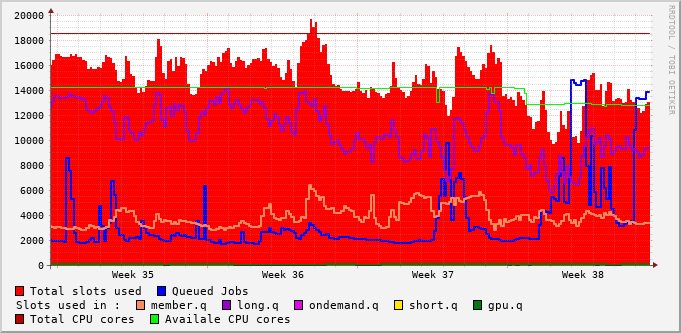 20000
18000
16000
14000
12000
10000
8000
6000
4000
2000
0
Week 35 Week 36 Week 37 Week 38
Total slots used Queued Jobs
Slots used in : member.q long.q ondemand.q short.q gpu.q
Total CPU cores Availale CPU cores
RRDTOOL / TOBI OETIKER